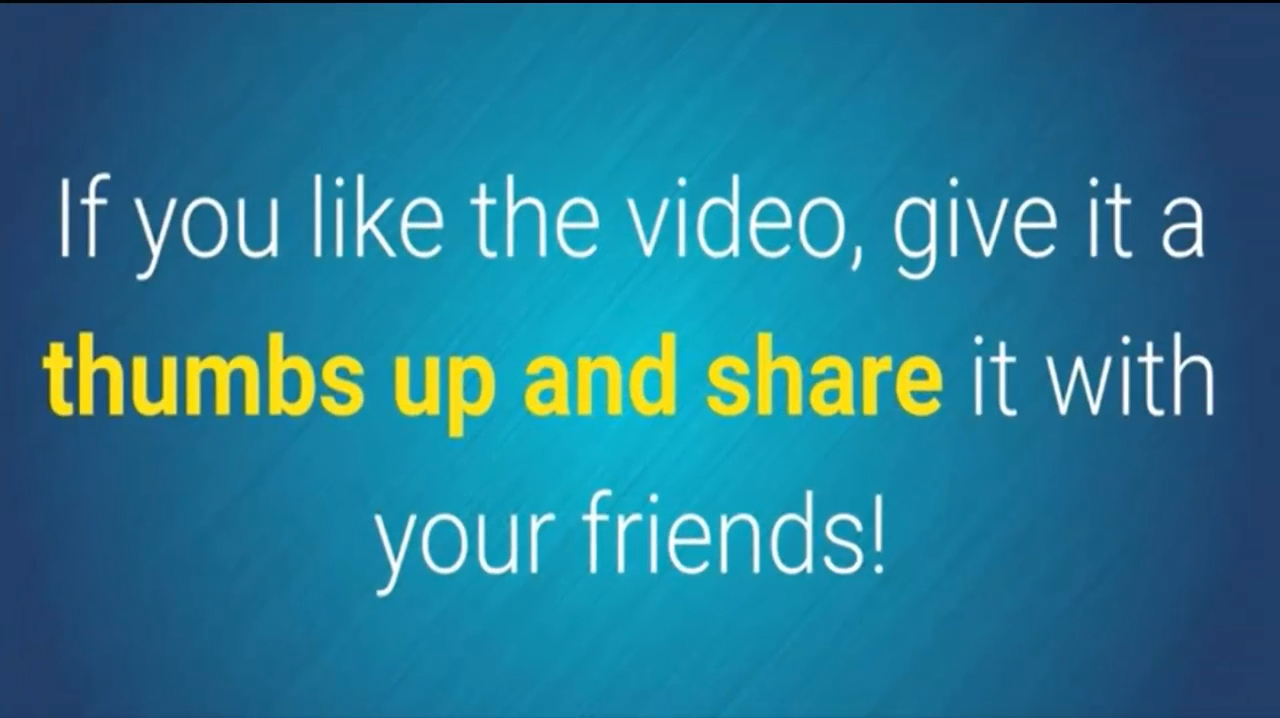 If you like the video, give it a
thumbs up and share it with
your friends!